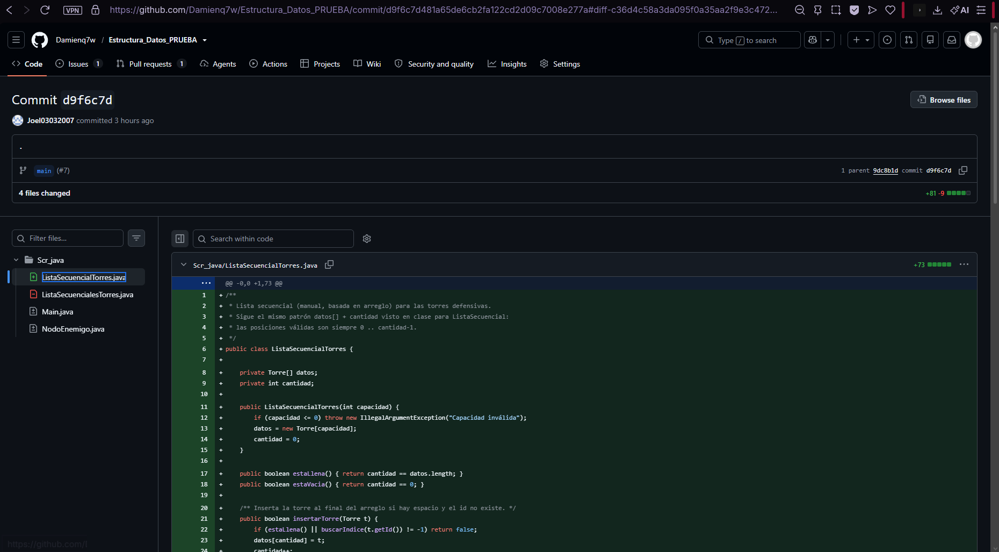 VPN https://github.com/Damienq7w/Estructura_Datos_PRUEBA/commit/d9f6c7d481a65de6cb2fa122cd2d09c7008e277a#diff-c36d4c58a3da095f0a35aa2f9e3c472... AI
Damienq7w / Estructura_Datos_PRUEBA Type / to search
Code Issues 1 Pull requests 1 Agents Actions Projects Wiki Security and quality Insights Settings
Commit d9f6c7d Browse files
Joel03032007 committed 3 hours ago
.
main (#7) 1 parent 9dc8b1d commit d9f6c7d
4 files changed +81 -9
Filter files...
Scr_java
ListaSecuencialTorres.java
ListaSecuencialesTorres.java
Main.java
NodoEnemigo.java
Search within code
Scr_java/ListaSecuencialTorres.java +73 ...
... @@ -0,0 +1,73 @@
1 + /**
2 + * Lista secuencial (manual, basada en arreglo) para las torres defensivas.
3 + * Sigue el mismo patrón datos[] + cantidad visto en clase para ListaSecuencial:
4 + * las posiciones válidas son siempre 0 .. cantidad-1.
5 + */
6 + public class ListaSecuencialTorres {
7 +
8 + private Torre[] datos;
9 + private int cantidad;
10 +
11 + public ListaSecuencialTorres(int capacidad) {
12 + if (capacidad <= 0) throw new IllegalArgumentException("Capacidad inválida");
13 + datos = new Torre[capacidad];
14 + cantidad = 0;
15 + }
16 +
17 + public boolean estaLlena() { return cantidad == datos.length; }
18 + public boolean estaVacia() { return cantidad == 0; }
19 +
20 + /** Inserta la torre al final del arreglo si hay espacio y el id no existe. */
21 + public boolean insertarTorre(Torre t) {
22 + if (estaLlena() || buscarIndice(t.getId()) != -1) return false;
23 + datos[cantidad] = t;
24 + cantidad++;
https://github.com/l